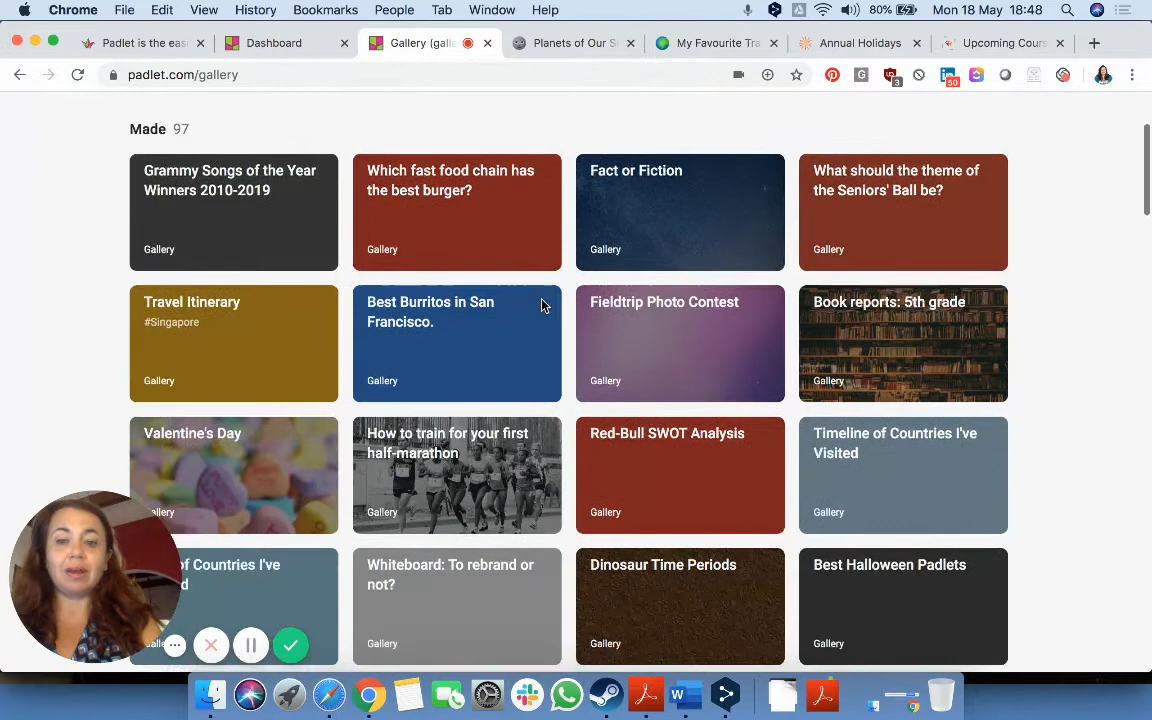 Chrome File Edit View History Bookmarks People Tab Window Help 80% Mon 18 May 18:48
Padlet is the eas
Dashboard
Gallery (galle
Planets of Our S
My Favourite Tra
Annual Holidays
Upcoming Cours
padlet.com/gallery
3
50
Made 97
Grammy Songs of the Year
Winners 2010-2019
Gallery
Which fast food chain has
the best burger?
Gallery
Fact or Fiction
Gallery
What should the theme of
the Seniors' Ball be?
Gallery
Travel Itinerary
#Singapore
Gallery
Best Burritos in San
Francisco.
Gallery
Fieldtrip Photo Contest
Gallery
Book reports: 5th grade
Gallery
Valentine's Day
allery
How to train for your first
half-marathon
Gallery
Red-Bull SWOT Analysis
Gallery
Timeline of Countries I've
Visited
Gallery
of Countries I've
d
Galle
Whiteboard: To rebrand or
not?
Gallery
Dinosaur Time Periods
Gallery
Best Halloween Padlets
Gallery